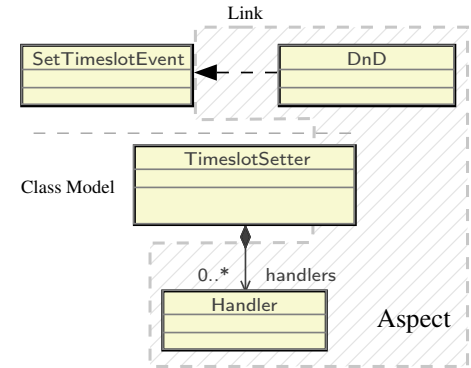 Link
SetTimeslotEvent
DnD
TimeslotSetter
Class Model
0..* handlers
Handler
Aspect